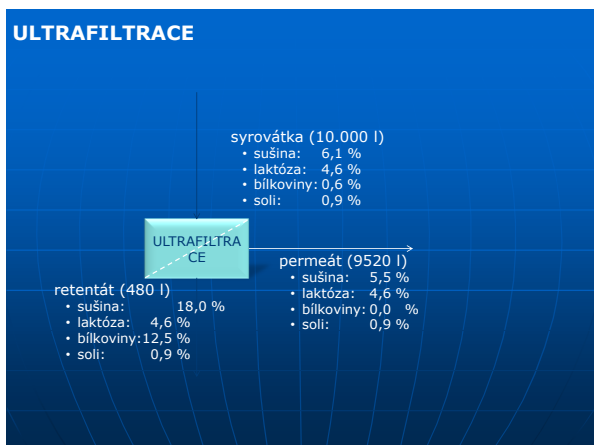 ULTRAFILTRACE
syrovátka (10.000 l)
• sušina: 6,1 %
• laktóza: 4,6 %
• bílkoviny: 0,6 %
• soli: 0,9 %
ULTRAFILTRA
CE
permeát (9520 l)
• sušina: 5,5 %
• laktóza: 4,6 %
• bílkoviny: 0,0 %
• soli: 0,9 %
retentát (480 l)
• sušina: 18,0 %
• laktóza: 4,6 %
• bílkoviny:12,5 %
• soli: 0,9 %